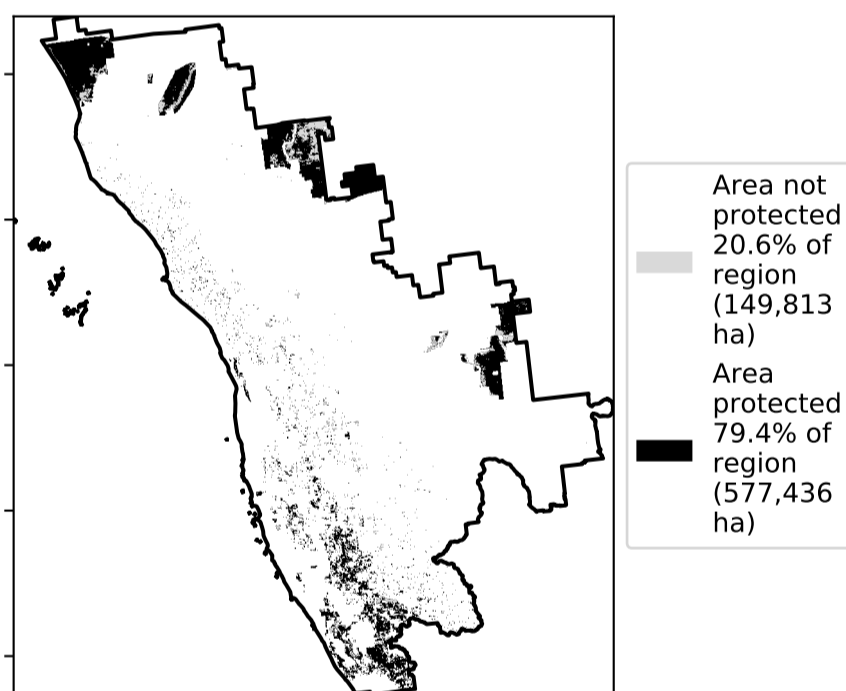 Area not
protected
20.6% of
region
(149,813
ha)
Area
protected
79.4% of
region
(577,436
ha)